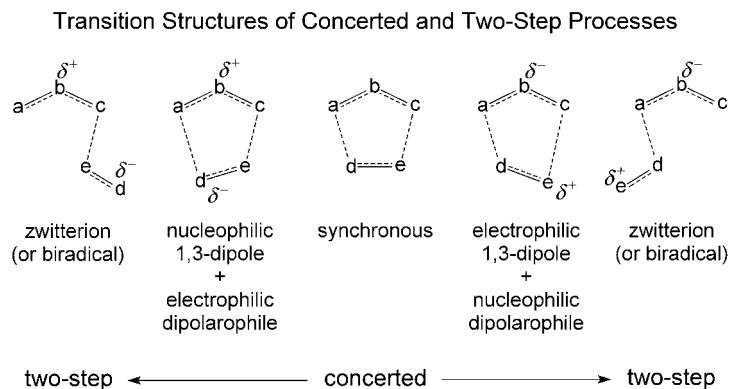 Transition Structures of Concerted and Two-Step Processes
δ⁺ δ⁺ δ⁻ δ⁻
b b b b b
a c a c a c a c a c
e δ⁻ d e d e d e δ⁺ δ⁺ d
d δ⁻ e
zwitterion
(or biradical)
nucleophilic
1,3-dipole
+
electrophilic
dipolarophile
synchronous
electrophilic
1,3-dipole
+
nucleophilic
dipolarophile
zwitterion
(or biradical)
two-step concerted two-step